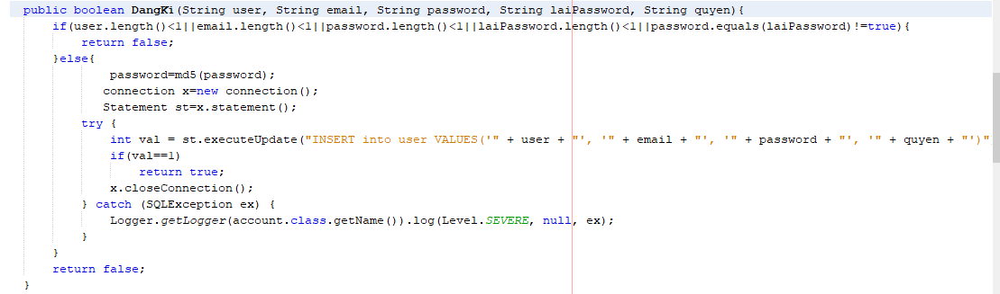 public boolean DangKi(String user, String email, String password, String laiPassword, String quyen){
if(user.length()<1||email.length()<1||password.length()<1||laiPassword.length()<1||password.equals(laiPassword)!=true){
return false;
}else{
password=md5(password);
connection x=new connection();
Statement st=x.statement();
try {
int val = st.executeUpdate("INSERT into user VALUES('" + user + "', '" + email + "', '" + password + "', '" + quyen + "')"
if(val==1)
return true;
x.closeConnection();
} catch (SQLException ex) {
Logger.getLogger(account.class.getName()).log(Level.SEVERE, null, ex);
}
}
return false;
}